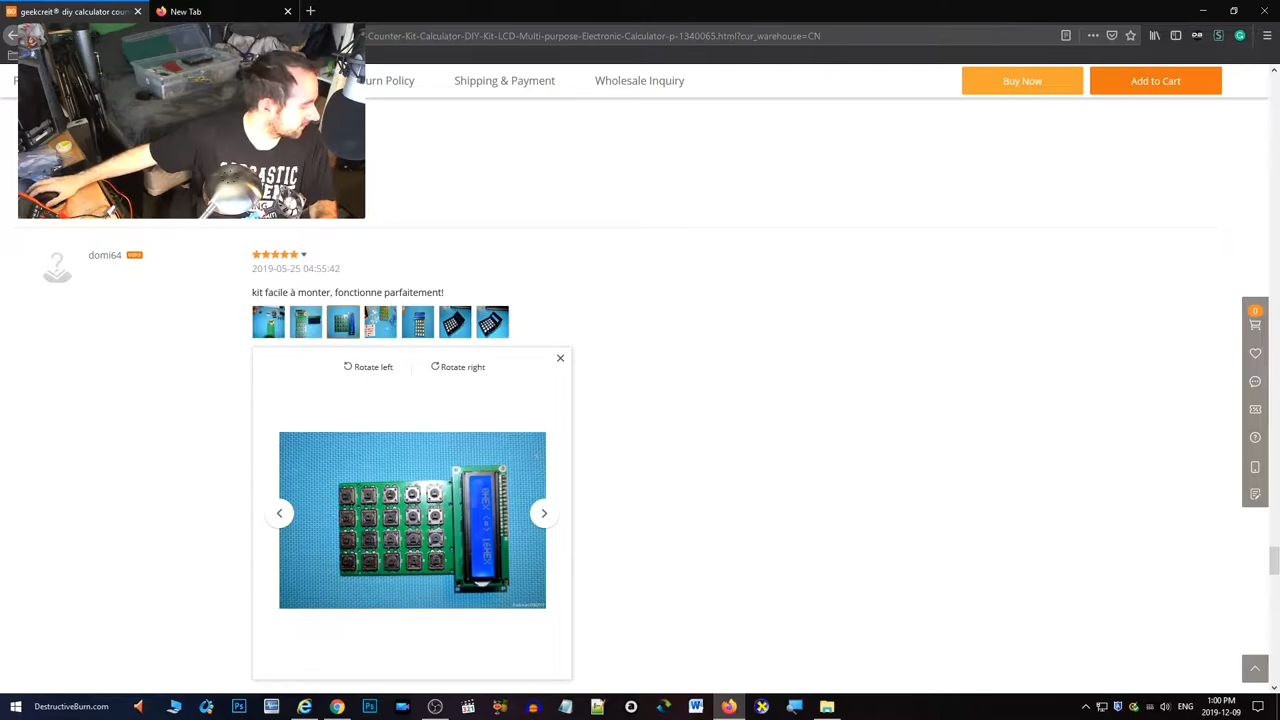 geekcreit® diy calculator coun
New Tab
Counter-Kit-Calculator-DIY-Kit-LCD-Multi-purpose-Electronic-Calculator-p-1340065.html?cur_warehouse=CN
urn Policy
Shipping & Payment
Wholesale Inquiry
Buy Now
Add to Cart
domi64
2019-05-25 04:55:42
kit facile à monter, fonctionne parfaitement!
Rotate left
Rotate right
0
DestructiveBurn.com
1:00 PM
2019-12-09